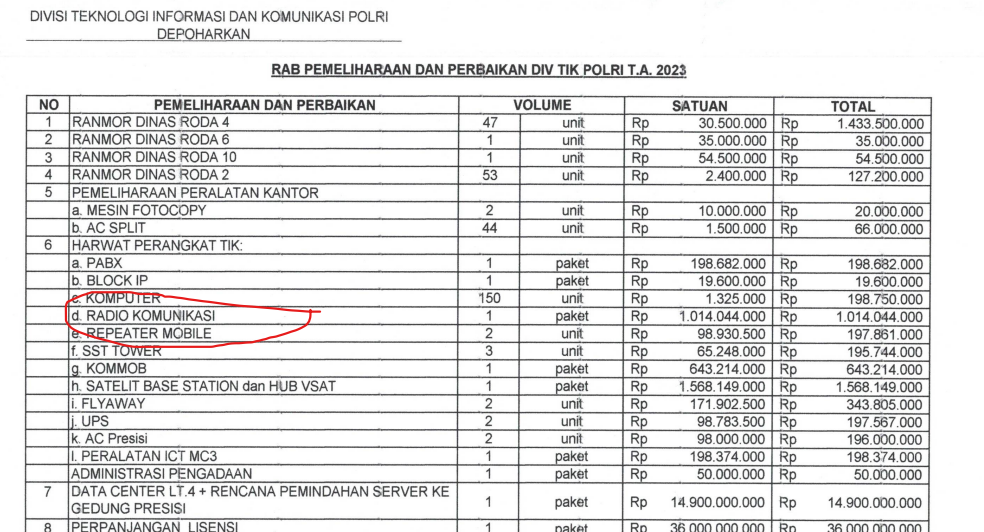 DIVISI TEKNOLOGI INFORMASI DAN KOMUNIKASI POLRI
DEPOHARKAN
RAB PEMELIHARAAN DAN PERBAIKAN DIV TIK POLRI T.A. 2023
NO PEMELIHARAAN DAN PERBAIKAN VOLUME SATUAN TOTAL
1 RANMOR DINAS RODA 4 47 unit Rp 30.500.000 Rp 1.433.500.000
2 RANMOR DINAS RODA 6 1 unit Rp 35.000.000 Rp 35.000.000
3 RANMOR DINAS RODA 10 1 unit Rp 54.500.000 Rp 54.500.000
4 RANMOR DINAS RODA 2 53 unit Rp 2.400.000 Rp 127.200.000
5 PEMELIHARAAN PERALATAN KANTOR
a. MESIN FOTOCOPY 2 unit Rp 10.000.000 Rp 20.000.000
b. AC SPLIT 44 unit Rp 1.500.000 Rp 66.000.000
6 HARWAT PERANGKAT TIK:
a. PABX 1 paket Rp 198.682.000 Rp 198.682.000
b. BLOCK IP 1 paket Rp 19.600.000 Rp 19.600.000
c. KOMPUTER 150 unit Rp 1.325.000 Rp 198.750.000
d. RADIO KOMUNIKASI 1 paket Rp 1.014.044.000 Rp 1.014.044.000
e. REPEATER MOBILE 2 unit Rp 98.930.500 Rp 197.861.000
f. SST TOWER 3 unit Rp 65.248.000 Rp 195.744.000
g. KOMMOB 1 paket Rp 643.214.000 Rp 643.214.000
h. SATELIT BASE STATION dan HUB VSAT 1 paket Rp 1.568.149.000 Rp 1.568.149.000
i. FLYAWAY 2 unit Rp 171.902.500 Rp 343.805.000
j. UPS 2 unit Rp 98.783.500 Rp 197.567.000
k. AC Presisi 2 unit Rp 98.000.000 Rp 196.000.000
l. PERALATAN ICT MC3 1 paket Rp 198.374.000 Rp 198.374.000
ADMINISTRASI PENGADAAN 1 paket Rp 50.000.000 Rp 50.000.000
7 DATA CENTER LT.4 + RENCANA PEMINDAHAN SERVER KE
GEDUNG PRESISI 1 paket Rp 14.900.000.000 Rp 14.900.000.000
8 PERPANJANGAN LISENSI 1 paket Rp 36.000.000.000 Rp 36.000.000.000